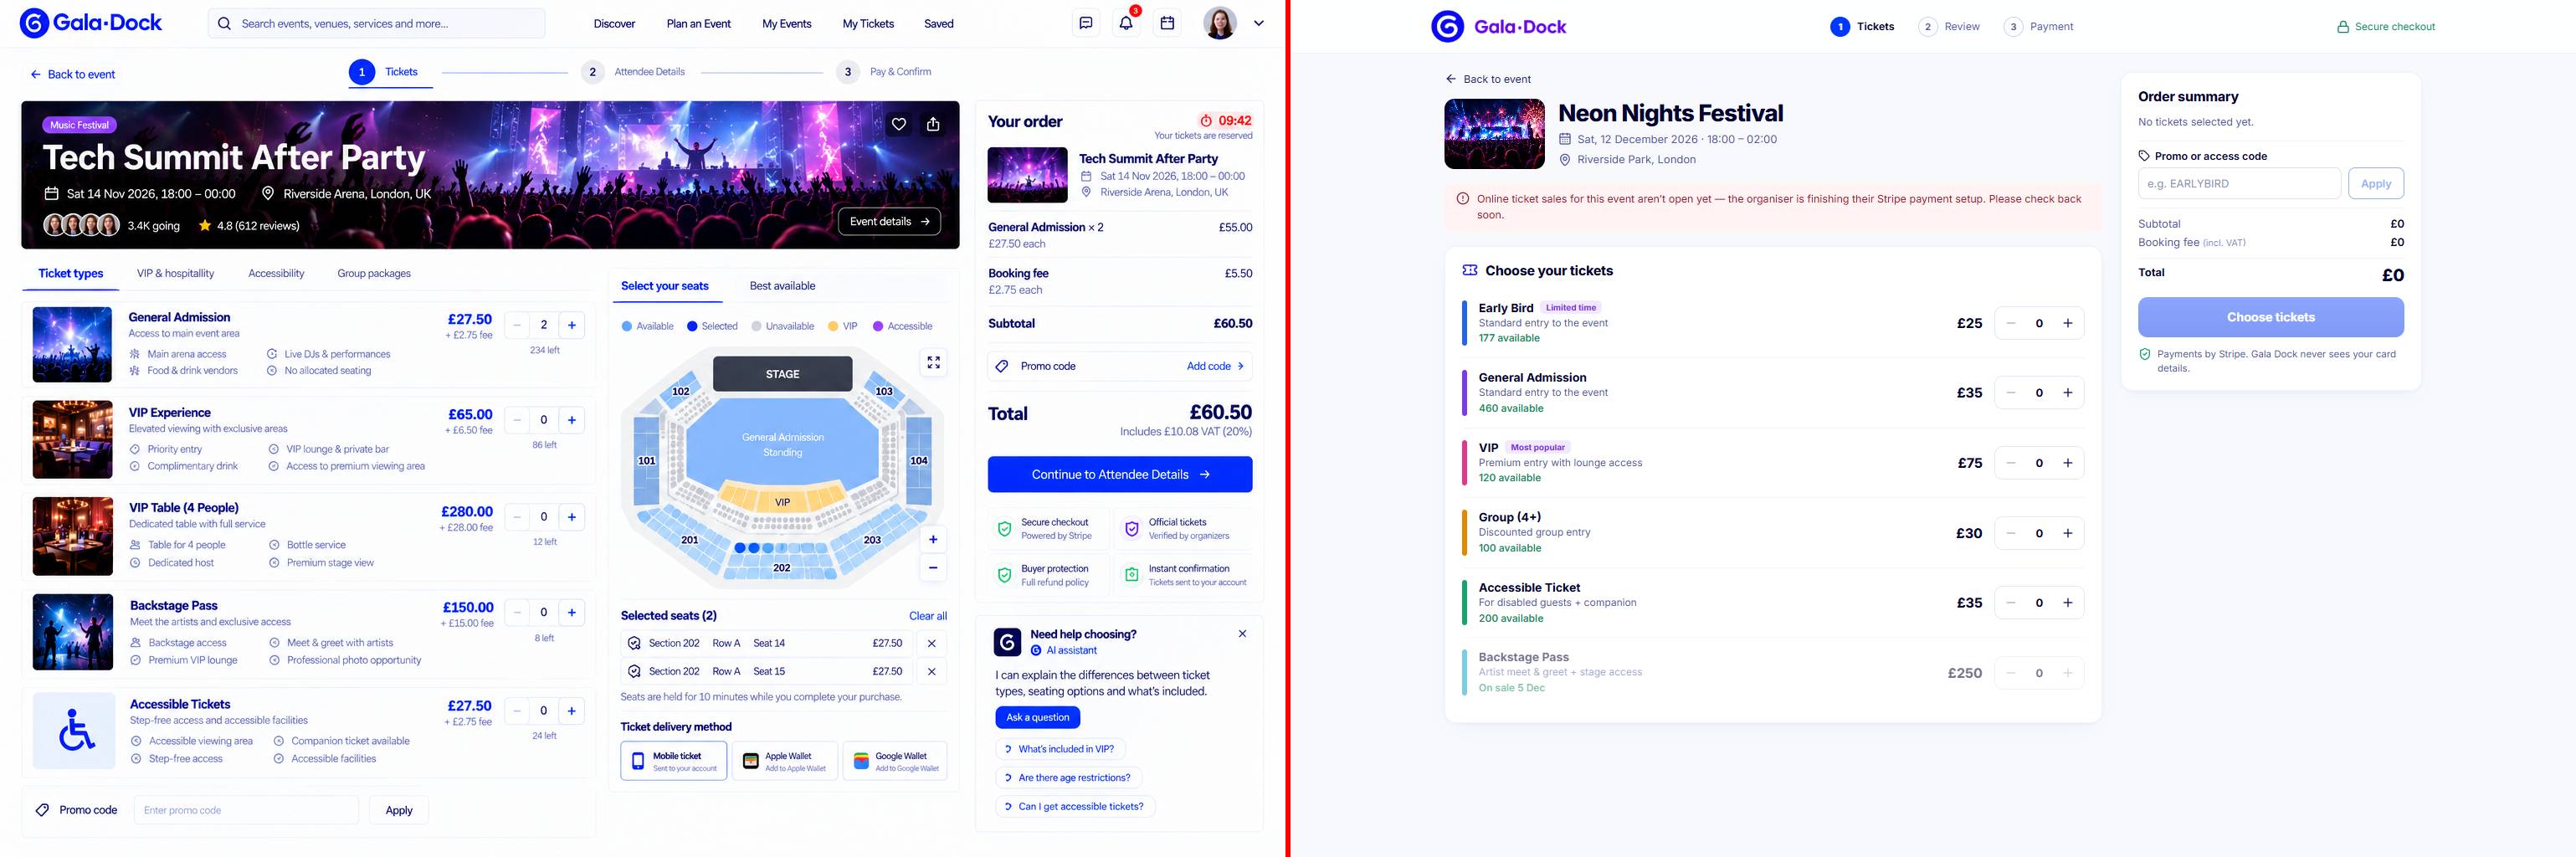 Gala·Dock
Search events, venues, services and more...
Discover
Plan an Event
My Events
My Tickets
Saved
3
Back to event
1 Tickets
2 Attendee Details
3 Pay & Confirm
Music Festival
Tech Summit After Party
Sat 14 Nov 2026, 18:00 – 00:00
Riverside Arena, London, UK
3.4K going
4.8 (612 reviews)
Event details →
Ticket types
VIP & hospitallity
Accessibility
Group packages
General Admission
Access to main event area
Main arena access
Live DJs & performances
Food & drink vendors
No allocated seating
£27.50
+ £2.75 fee
− 2 +
234 left
VIP Experience
Elevated viewing with exclusive areas
Priority entry
VIP lounge & private bar
Complimentary drink
Access to premium viewing area
£65.00
+ £6.50 fee
− 0 +
86 left
VIP Table (4 People)
Dedicated table with full service
Table for 4 people
Bottle service
Dedicated host
Premium stage view
£280.00
+ £28.00 fee
− 0 +
12 left
Backstage Pass
Meet the artists and exclusive access
Backstage access
Meet & greet with artists
Premium VIP lounge
Professional photo opportunity
£150.00
+ £15.00 fee
− 0 +
8 left
Accessible Tickets
Step-free access and accessible facilities
Accessible viewing area
Companion ticket available
Step-free access
Accessible facilities
£27.50
+ £2.75 fee
− 0 +
24 left
Promo code
Enter promo code
Apply
Select your seats
Best available
Available
Selected
Unavailable
VIP
Accessible
STAGE
102
103
General Admission
Standing
101
104
VIP
201
203
202
+
−
Selected seats (2)
Clear all
Section 202 Row A Seat 14 £27.50 ×
Section 202 Row A Seat 15 £27.50 ×
Seats are held for 10 minutes while you complete your purchase.
Ticket delivery method
Mobile ticket
Sent to your account
Apple Wallet
Add to Apple Wallet
Google Wallet
Add to Google Wallet
Your order
09:42
Your tickets are reserved
Tech Summit After Party
Sat 14 Nov 2026, 18:00 – 00:00
Riverside Arena, London, UK
General Admission × 2 £55.00
£27.50 each
Booking fee £5.50
£2.75 each
Subtotal £60.50
Promo code Add code
Total £60.50
Includes £10.08 VAT (20%)
Continue to Attendee Details →
Secure checkout
Powered by Stripe
Official tickets
Verified by organizers
Buyer protection
Full refund policy
Instant confirmation
Tickets sent to your account
Need help choosing?
AI assistant
I can explain the differences between ticket
types, seating options and what's included.
Ask a question
What's included in VIP?
Are there age restrictions?
Can I get accessible tickets?
Gala·Dock
1 Tickets
2 Review
3 Payment
Secure checkout
Back to event
Neon Nights Festival
Sat, 12 December 2026 · 18:00 – 02:00
Riverside Park, London
Online ticket sales for this event aren't open yet — the organiser is finishing their Stripe payment setup. Please check back
soon.
Choose your tickets
Early Bird Limited time
Standard entry to the event
177 available
£25 − 0 +
General Admission
Standard entry to the event
460 available
£35 − 0 +
VIP Most popular
Premium entry with lounge access
120 available
£75 − 0 +
Group (4+)
Discounted group entry
100 available
£30 − 0 +
Accessible Ticket
For disabled guests + companion
200 available
£35 − 0 +
Backstage Pass
Artist meet & greet + stage access
On sale 5 Dec
£250 − 0 +
Order summary
No tickets selected yet.
Promo or access code
e.g. EARLYBIRD
Apply
Subtotal £0
Booking fee (incl. VAT) £0
Total £0
Choose tickets
Payments by Stripe. Gala Dock never sees your card
details.